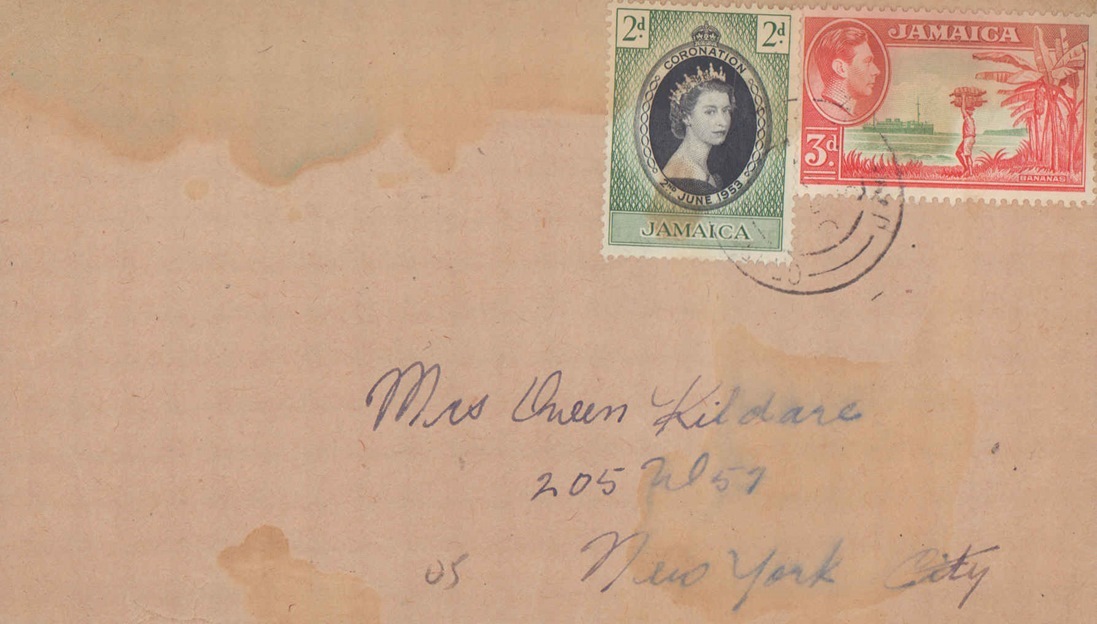 2d. 2d.
CORONATION
2ND JUNE 1953
JAMAICA
JAMAICA
3d.
BANANAS
Mrs Queen Kildare
205 W 57
New York City
US